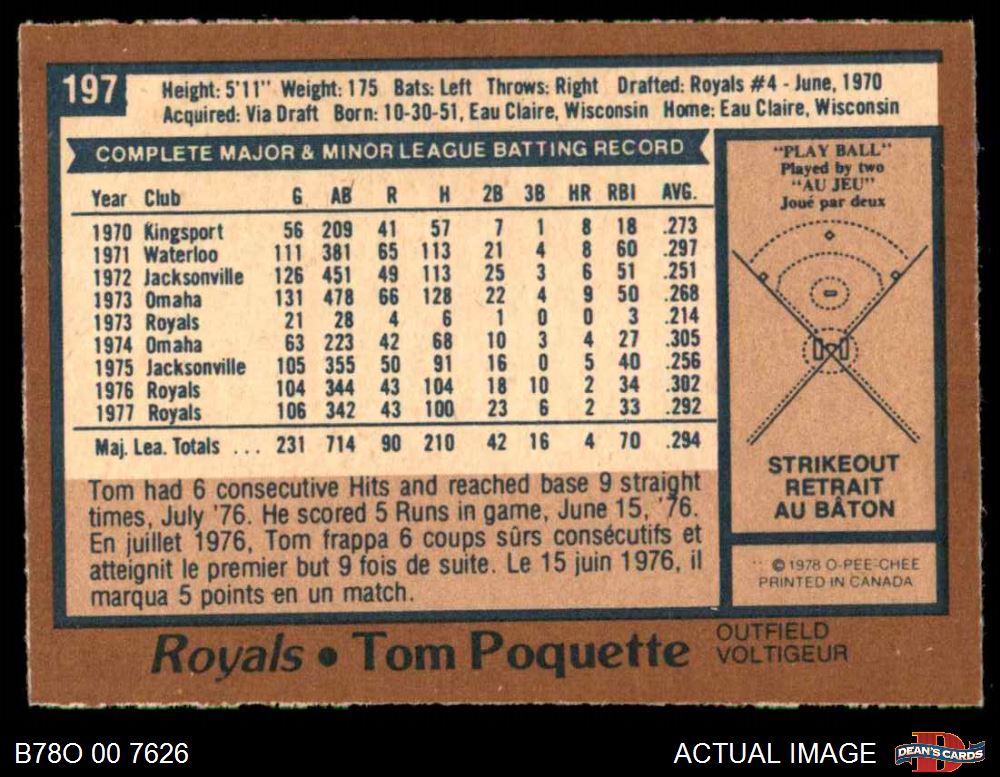 197
Height: 5'11" Weight: 175 Bats: Left Throws: Right Drafted: Royals #4 - June, 1970
Acquired: Via Draft Born: 10-30-51, Eau Claire, Wisconsin Home: Eau Claire, Wisconsin
COMPLETE MAJOR & MINOR LEAGUE BATTING RECORD
Year Club G AB R H 2B 3B HR RBI AVG.
1970 Kingsport 56 209 41 57 7 1 8 18 .273
1971 Waterloo 111 381 65 113 21 4 8 60 .297
1972 Jacksonville 126 451 49 113 25 3 6 51 .251
1973 Omaha 131 478 66 128 22 4 9 50 .268
1973 Royals 21 28 4 6 1 0 0 3 .214
1974 Omaha 63 223 42 68 10 3 4 27 .305
1975 Jacksonville 105 355 50 91 16 0 5 40 .256
1976 Royals 104 344 43 104 18 10 2 34 .302
1977 Royals 106 342 43 100 23 6 2 33 .292
Maj. Lea. Totals ... 231 714 90 210 42 16 4 70 .294
Tom had 6 consecutive Hits and reached base 9 straight
times, July '76. He scored 5 Runs in game, June 15, '76.
En juillet 1976, Tom frappa 6 coups sûrs consécutifs et
atteignit le premier but 9 fois de suite. Le 15 juin 1976, il
marqua 5 points en un match.
"PLAY BALL"
Played by two
"AU JEU"
Joué par deux
STRIKEOUT
RETRAIT
AU BÂTON
© 1978 O-PEE-CHEE
PRINTED IN CANADA
Royals • Tom Poquette
OUTFIELD
VOLTIGEUR
B78O 00 7626
ACTUAL IMAGE
D
DEAN'S CARDS